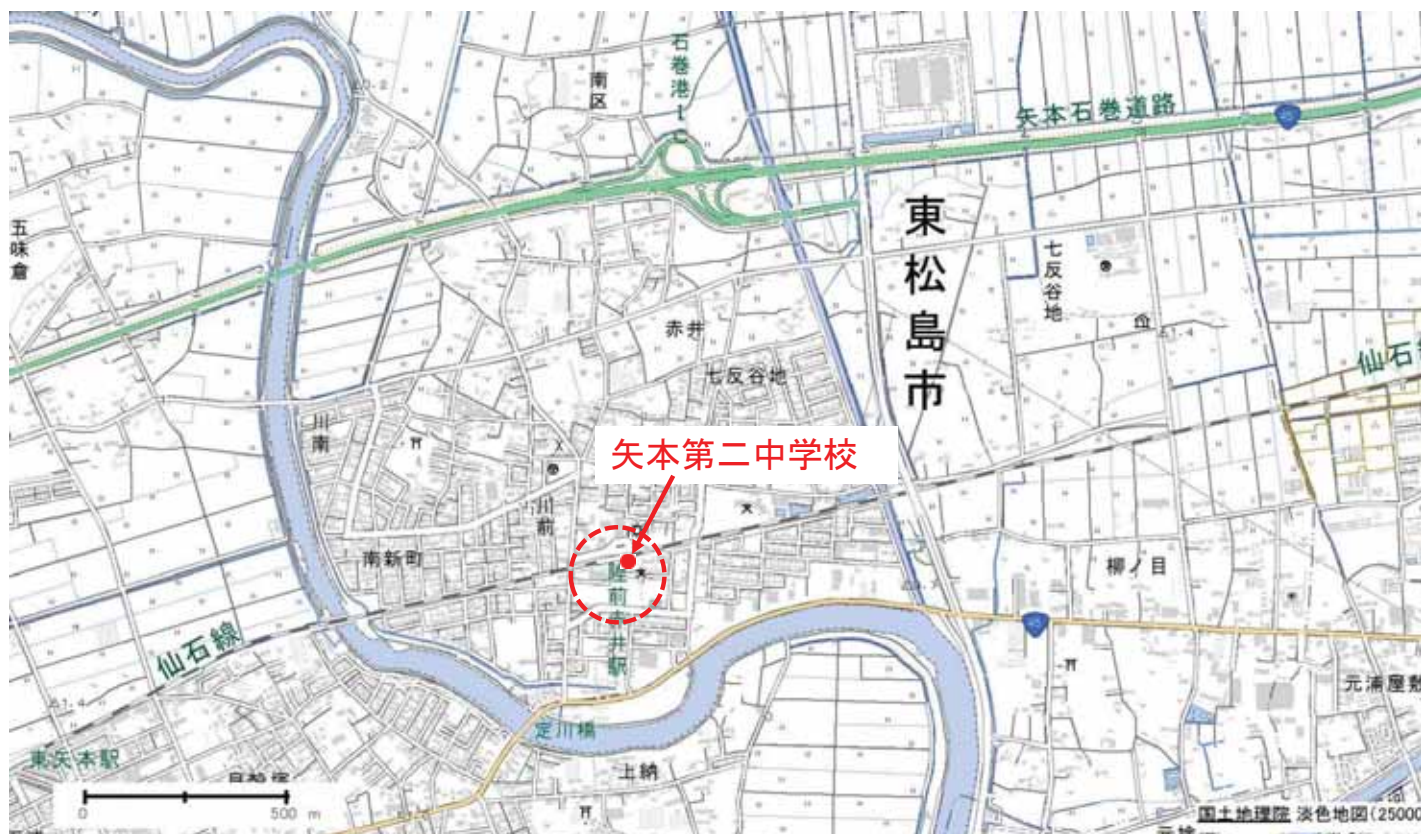 石巻港IC
南区
矢本石巻道路
五味倉
東松島市
七反谷地
赤井
仙石
七反谷地
川南
矢本第二中学校
川前
南新町
柳ノ目
陸前赤井駅
仙石線
元浦屋敷
定川橋
東矢本駅
上納
0
500 m
国土地理院 淡色地図(25000